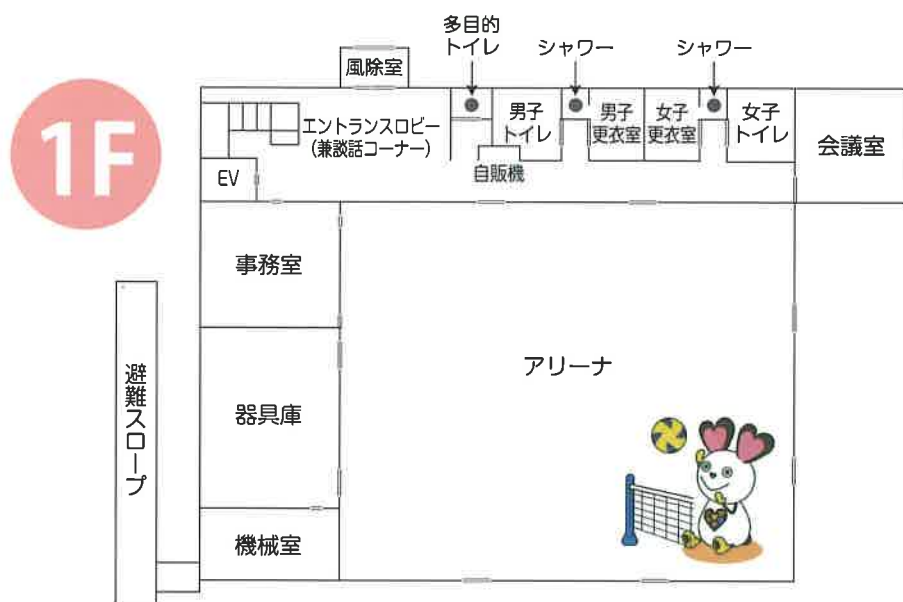 1F
多目的
トイレ
シャワー
シャワー
風除室
エントランスロビー
（兼談話コーナー）
男子
トイレ
男子
更衣室
女子
更衣室
女子
トイレ
会議室
自販機
EV
事務室
アリーナ
器具庫
機械室
避難スロープ